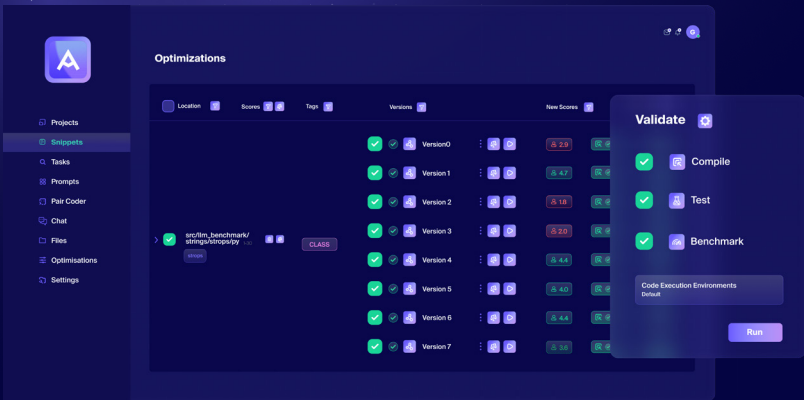 Optimizations
G
Location
Scores
Tags
Versions
New Scores
Projects
Snippets
Tasks
Prompts
Pair Coder
Chat
Files
Optimisations
Settings
src/llm_benchmark/
strings/strops/py
strops
CLASS
Version0
2.9
Version 1
4.7
Version 2
1.8
Version 3
2.0
Version 4
4.4
Version 5
4.0
Version 6
4.4
Version 7
3.6
Validate
Compile
Test
Benchmark
Code Execution Environments
Default
Run